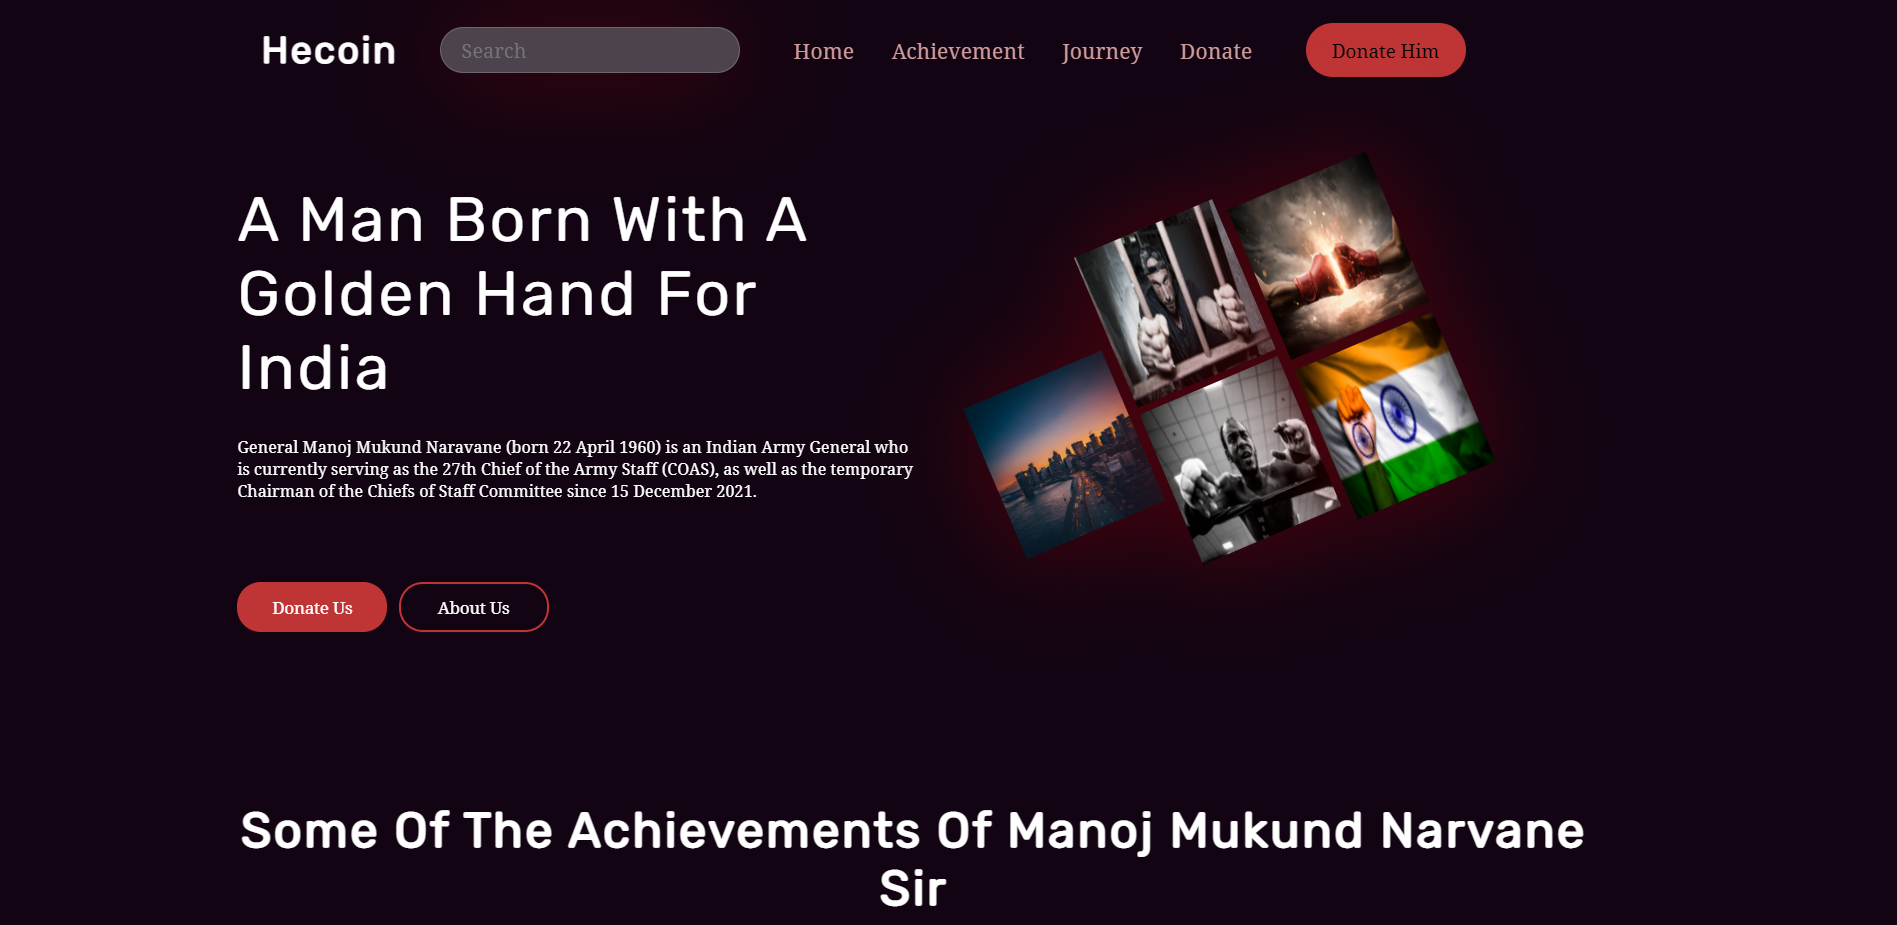 Hecoin
Search
Home
Achievement
Journey
Donate
Donate Him
A Man Born With A
Golden Hand For
India
General Manoj Mukund Naravane (born 22 April 1960) is an Indian Army General who
is currently serving as the 27th Chief of the Army Staff (COAS), as well as the temporary
Chairman of the Chiefs of Staff Committee since 15 December 2021.
Donate Us
About Us
Some Of The Achievements Of Manoj Mukund Narvane
Sir